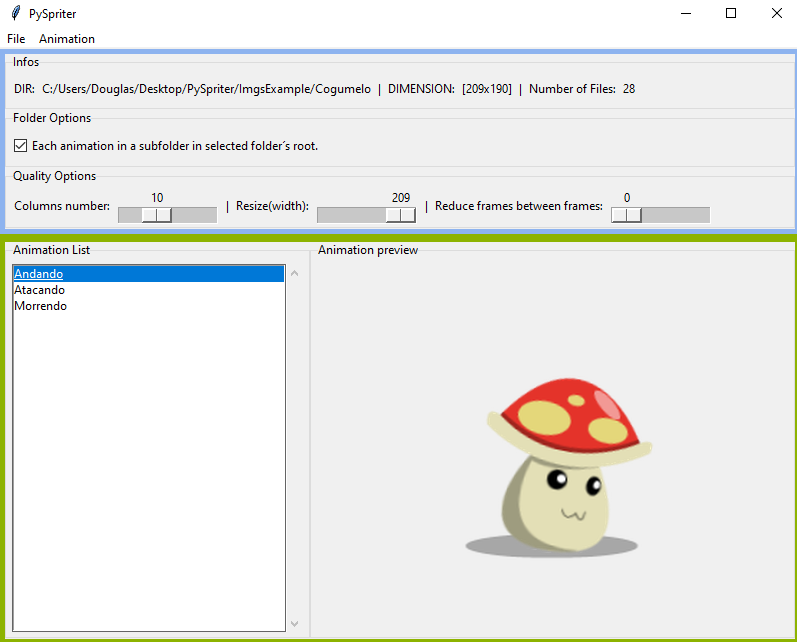 PySpriter
File Animation
Infos
DIR: C:/Users/Douglas/Desktop/PySpriter/ImgsExample/Cogumelo | DIMENSION: [209x190] | Number of Files: 28
Folder Options
Each animation in a subfolder in selected folder´s root.
Quality Options
10 209 0
Columns number: | Resize(width): | Reduce frames between frames:
Animation List Animation preview
Andando
Atacando
Morrendo